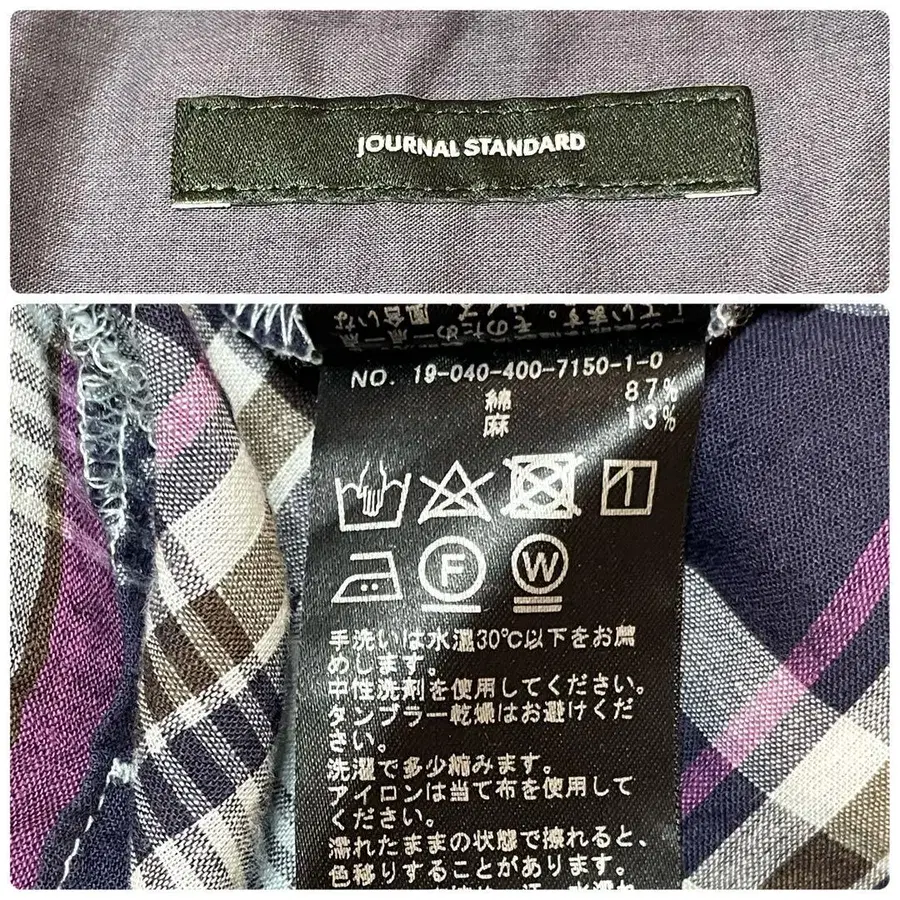 JOURNAL STANDARD
NO. 19-040-400-7150-1-0
綿 87%
麻 13%
F
W
手洗いは水温30℃以下をお薦
めします。
中性洗剤を使用してください。
タンブラー乾燥はお避けくだ
さい。
洗濯で多少縮みます。
アイロンは当て布を使用して
ください。
濡れたままの状態で擦れると、
色移りすることがあります。